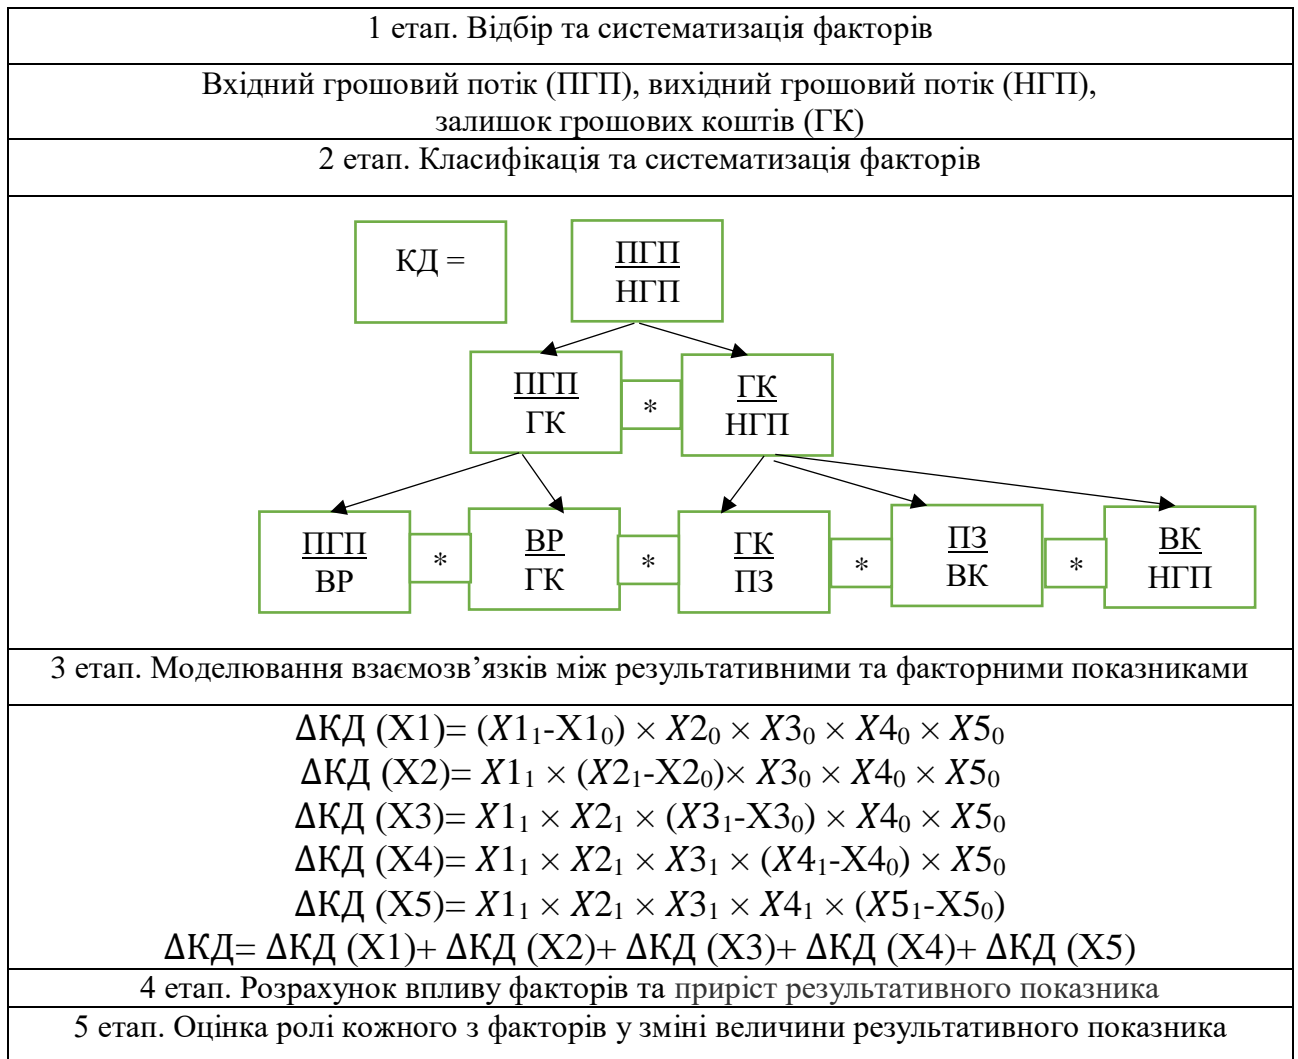 1 етап. Відбір та систематизація факторів
Вхідний грошовий потік (ПГП), вихідний грошовий потік (НГП),
залишок грошових коштів (ГК)
2 етап. Класифікація та систематизація факторів
КД =
ПГП
НГП
ПГП
ГК
*
ГК
НГП
ПГП
ВР
*
ВР
ГК
*
ГК
ПЗ
*
ПЗ
ВК
*
ВК
НГП
3 етап. Моделювання взаємозв’язків між результативними та факторними показниками
ΔКД (X1)= (X1₁-X1₀) × X2₀ × X3₀ × X4₀ × X5₀
ΔКД (X2)= X1₁ × (X2₁-X2₀)× X3₀ × X4₀ × X5₀
ΔКД (X3)= X1₁ × X2₁ × (X3₁-X3₀) × X4₀ × X5₀
ΔКД (X4)= X1₁ × X2₁ × X3₁ × (X4₁-X4₀) × X5₀
ΔКД (X5)= X1₁ × X2₁ × X3₁ × X4₁ × (X5₁-X5₀)
ΔКД= ΔКД (X1)+ ΔКД (X2)+ ΔКД (X3)+ ΔКД (X4)+ ΔКД (X5)
4 етап. Розрахунок впливу факторів та приріст результативного показника
5 етап. Оцінка ролі кожного з факторів у зміні величини результативного показника